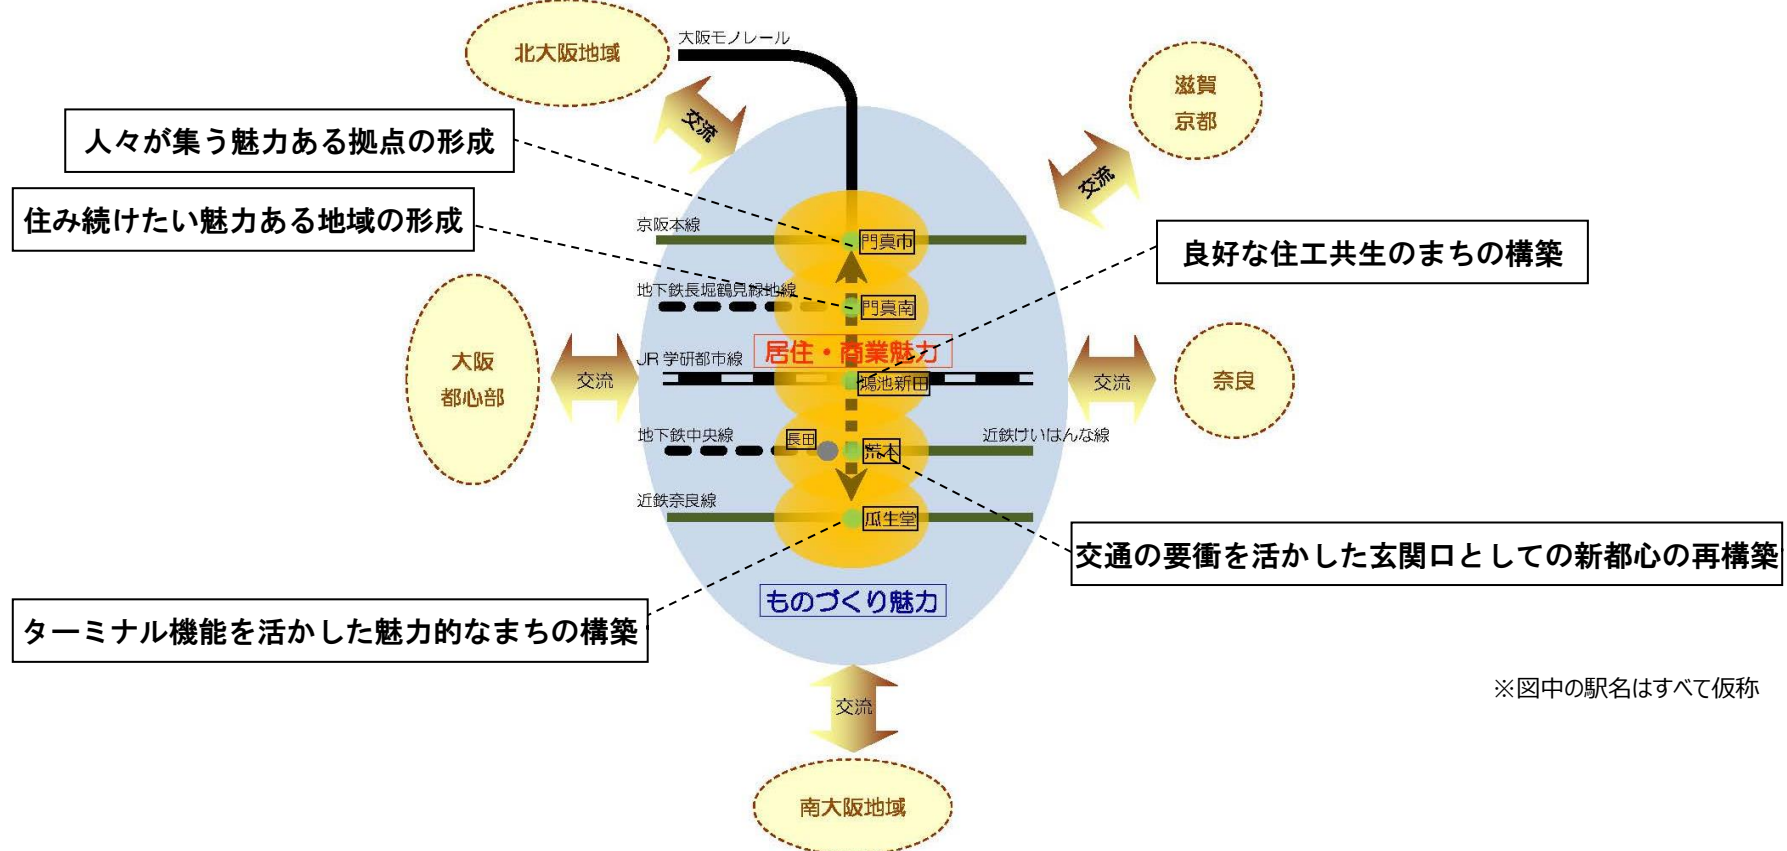 大阪モノレール
北大阪地域
滋賀
京都
交流
人々が集う魅力ある拠点の形成
交流
住み続けたい魅力ある地域の形成
京阪本線
門真市
良好な住工共生のまちの構築
地下鉄長堀鶴見緑地線
門真南
居住・商業魅力
JR 学研都市線
大阪
都心部
交流
鴻池新田
交流
奈良
地下鉄中央線
長田
荒本
近鉄けいはんな線
近鉄奈良線
瓜生堂
交通の要衝を活かした玄関口としての新都心の再構築
ものづくり魅力
ターミナル機能を活かした魅力的なまちの構築
※図中の駅名はすべて仮称
交流
南大阪地域